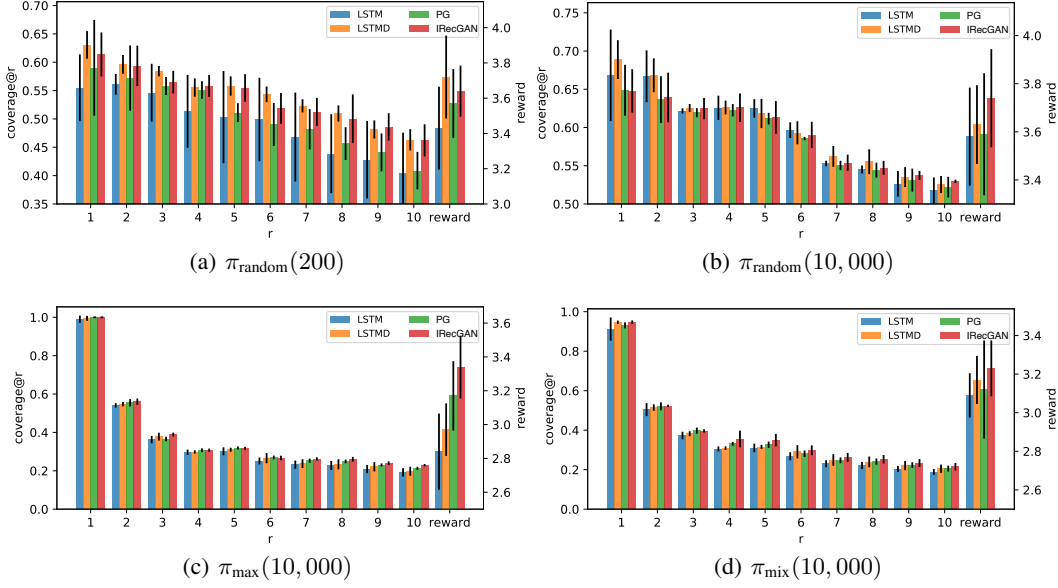 LSTM
LSTMD
PG
IRecGAN
0.70
0.65
0.60
0.55
0.50
0.45
0.40
0.35
coverage@r
4.0
3.8
3.6
3.4
3.2
3.0
reward
1 2 3 4 5 6 7 8 9 10 reward
r
(a) π_random(200)
LSTM
LSTMD
PG
IRecGAN
0.75
0.70
0.65
0.60
0.55
0.50
coverage@r
4.0
3.8
3.6
3.4
reward
1 2 3 4 5 6 7 8 9 10 reward
r
(b) π_random(10,000)
LSTM
LSTMD
PG
IRecGAN
1.0
0.8
0.6
0.4
0.2
0.0
coverage@r
3.6
3.4
3.2
3.0
2.8
2.6
reward
1 2 3 4 5 6 7 8 9 10 reward
r
(c) π_max(10,000)
LSTM
LSTMD
PG
IRecGAN
1.0
0.8
0.6
0.4
0.2
0.0
coverage@r
3.4
3.2
3.0
2.8
2.6
reward
1 2 3 4 5 6 7 8 9 10 reward
r
(d) π_mix(10,000)